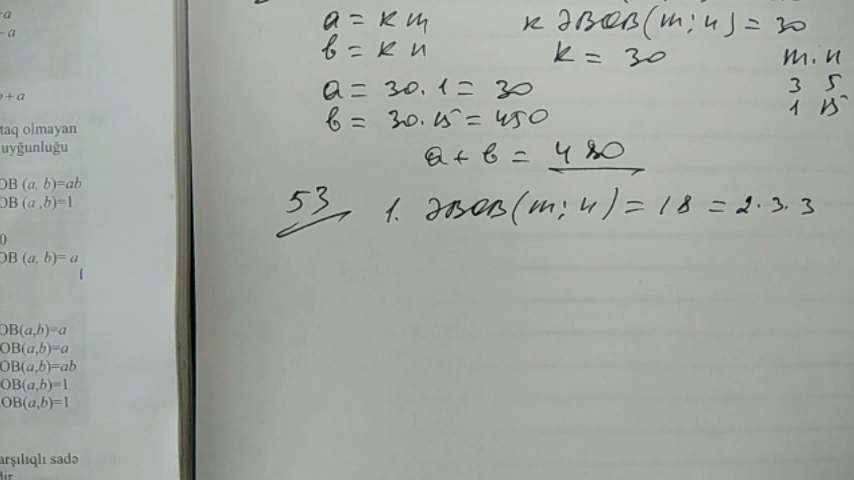 -a
-a
b+a
taq olmayan
uyğunluğu
OB (a, b)=ab
OB (a ,b)=1
0
OB (a, b)= a
OB(a,b)=a
OB(a,b)=a
OB(a,b)=ab
OB(a,b)=1
OB(a,b)=1
arşılıqlı sadə
dir
a = k m
k ƏBOB(m; n) = 30
b = k n
k = 30
m. n
3 5
1 15
a = 30. 1 = 30
b = 30. 15 = 450
a + b = 480
53 1. ƏBOB(m; n) = 18 = 2. 3. 3